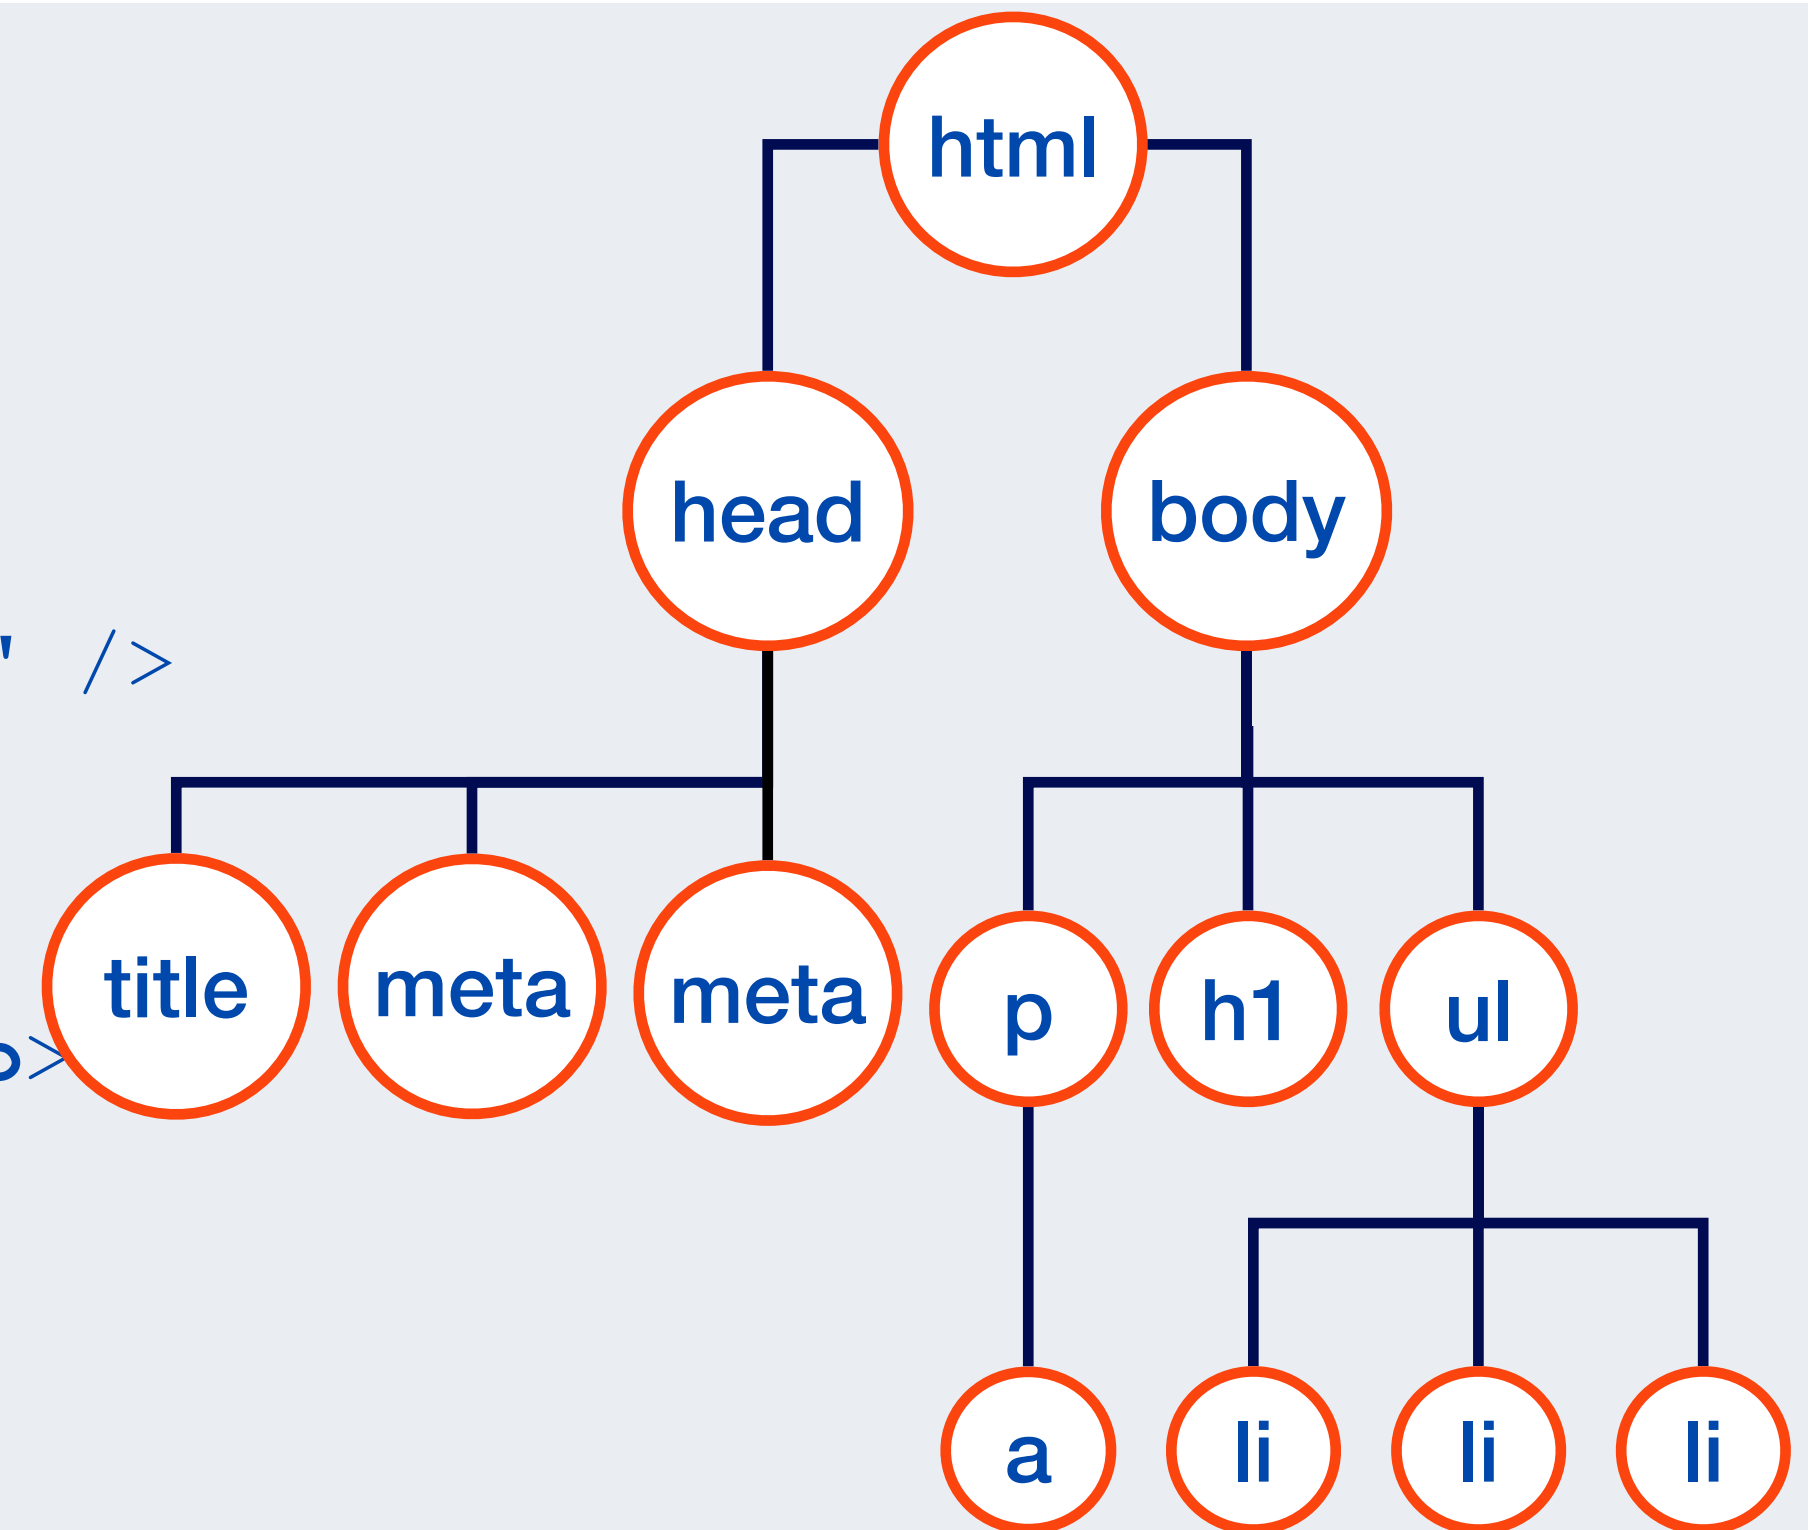 html
head body
" />
title meta meta p h1 ul
>
a li li li